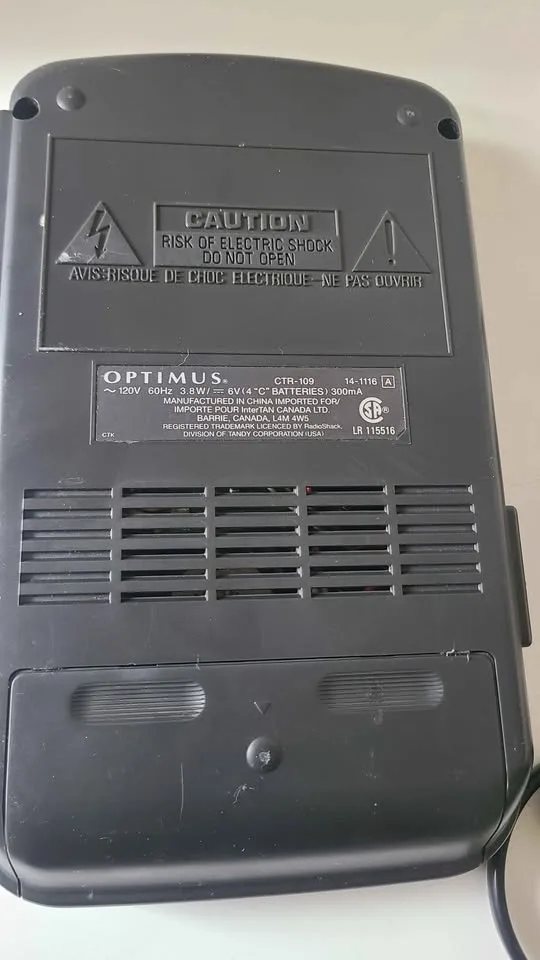 CAUTION
RISK OF ELECTRIC SHOCK
DO NOT OPEN
AVIS:RISQUE DE CHOC ELECTRIQUE-NE PAS OUVRIR
OPTIMUS® CTR-109 14-1116 A
~120V 60Hz 3.8W/⎓6V(4 "C" BATTERIES) 300mA
MANUFACTURED IN CHINA IMPORTED FOR/
IMPORTE POUR InterTAN CANADA LTD.
BARRIE, CANADA, L4M 4W5
REGISTERED TRADEMARK LICENCED BY RadioShack,
DIVISION OF TANDY CORPORATION (USA)
CTK
SA®
LR 115516